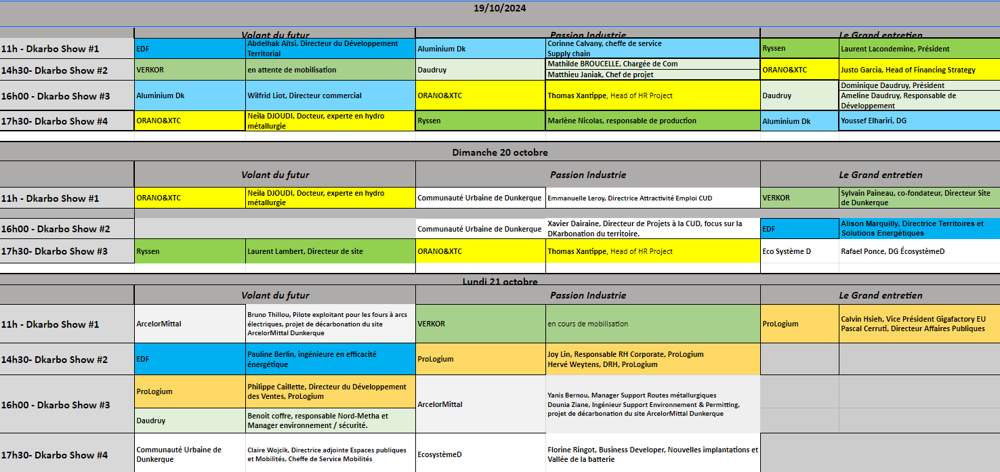 19/10/2024
Volant du futur
Passion Industrie
Le Grand entretien
11h - Dkarbo Show #1
EDF
Abdelhak Aïtsi, Directeur du Développement
Territorial
Aluminium Dk
Corinne Calvany, cheffe de service
Supply chain
Ryssen
Laurent Lacondemine, Président
14h30- Dkarbo Show #2
VERKOR
en attente de mobilisation
Daudruy
Mathilde BROUCELLE, Chargée de Com
Matthieu Janiak, Chef de projet
ORANO&XTC
Justo Garcia, Head of Financing Strategy
16h00 - Dkarbo Show #3
Aluminium Dk
Wilfrid Liot, Directeur commercial
ORANO&XTC
Thomas Xantippe, Head of HR Project
Daudruy
Dominique Daudruy, Président
Ameline Daudruy, Responsable de
Développement
17h30- Dkarbo Show #4
ORANO&XTC
Neila DJOUDI, Docteur, experte en hydro
métallurgie
Ryssen
Marlène Nicolas, responsable de production
Aluminium Dk
Youssef Elhariri, DG
Dimanche 20 octobre
Volant du futur
Passion Industrie
Le Grand entretien
11h - Dkarbo Show #1
ORANO&XTC
Neila DJOUDI, Docteur, experte en hydro
métallurgie
Communauté Urbaine de Dunkerque
Emmanuelle Leroy, Directrice Attractivité Emploi CUD
VERKOR
Sylvain Paineau, co-fondateur, Directeur Site
de Dunkerque
16h00 - Dkarbo Show #2
Communauté Urbaine de Dunkerque
Xavier Dairaine, Directeur de Projets à la CUD, focus sur la
DKarbonation du territoire.
EDF
Alison Marquilly, Directrice Territoires et
Solutions Energétiques
17h30- Dkarbo Show #3
Ryssen
Laurent Lambert, Directeur de site
ORANO&XTC
Thomas Xantippe, Head of HR Project
Eco Système D
Rafael Ponce, DG ÉcosystèmeD
Lundi 21 octobre
Volant du futur
Passion Industrie
Le Grand entretien
11h - Dkarbo Show #1
ArcelorMittal
Bruno Thillou, Pilote exploitant pour les fours à arcs
électriques, projet de décarbonation du site
ArcelorMittal Dunkerque
VERKOR
en cours de mobilisation
ProLogium
Calvin Hsieh, Vice Président Gigafactory EU
Pascal Cerruti, Directeur Affaires Publiques
14h30- Dkarbo Show #2
EDF
Pauline Berlin, ingénieure en efficacité
énergétique
ProLogium
Joy Lin, Responsable RH Corporate, ProLogium
Hervé Weytens, DRH, ProLogium
16h00 - Dkarbo Show #3
ProLogium
Philippe Caillette, Directeur du Développement
des Ventes, ProLogium
Daudruy
Benoit coffre, responsable Nord-Metha et
Manager environnement / sécurité.
ArcelorMittal
Yanis Bernou, Manager Support Routes métallurgiques
Dounia Ziane, Ingénieur Support Environnement & Permitting,
projet de décarbonation du site ArcelorMittal Dunkerque
17h30- Dkarbo Show #4
Communauté Urbaine de
Dunkerque
Claire Wojcik, Directrice adjointe Espaces publiques
et Mobilités, Cheffe de Service Mobilités
EcosystèmeD
Florine Ringot, Business Developer, Nouvelles implantations et
Vallée de la batterie